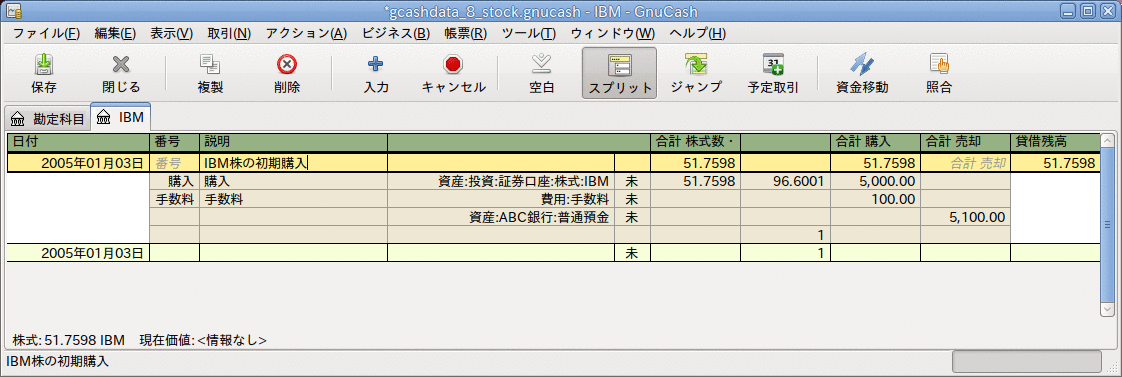 *gcashdata_8_stock.gnucash - IBM - GnuCash
ファイル(F) 編集(E) 表示(V) 取引(N) アクション(A) ビジネス(B) 帳票(R) ツール(T) ウィンドウ(W) ヘルプ(H)
保存 閉じる 複製 削除 入力 キャンセル 空白 スプリット ジャンプ 予定取引 資金移動 照合
勘定科目 IBM
日付 番号 説明 合計 株式数・ 合計 購入 合計 売却 貸借残高
2005年01月03日 番号 IBM株の初期購入 51.7598 51.7598 合計 売却 51.7598
購入 購入 資産:投資:証券口座:株式:IBM 未 51.7598 96.6001 5,000.00
手数料 手数料 費用:手数料 未 100.00
資産:ABC銀行:普通預金 未 5,100.00
1
2005年01月03日 未 1
株式: 51.7598 IBM 現在価値: <情報なし>
IBM株の初期購入